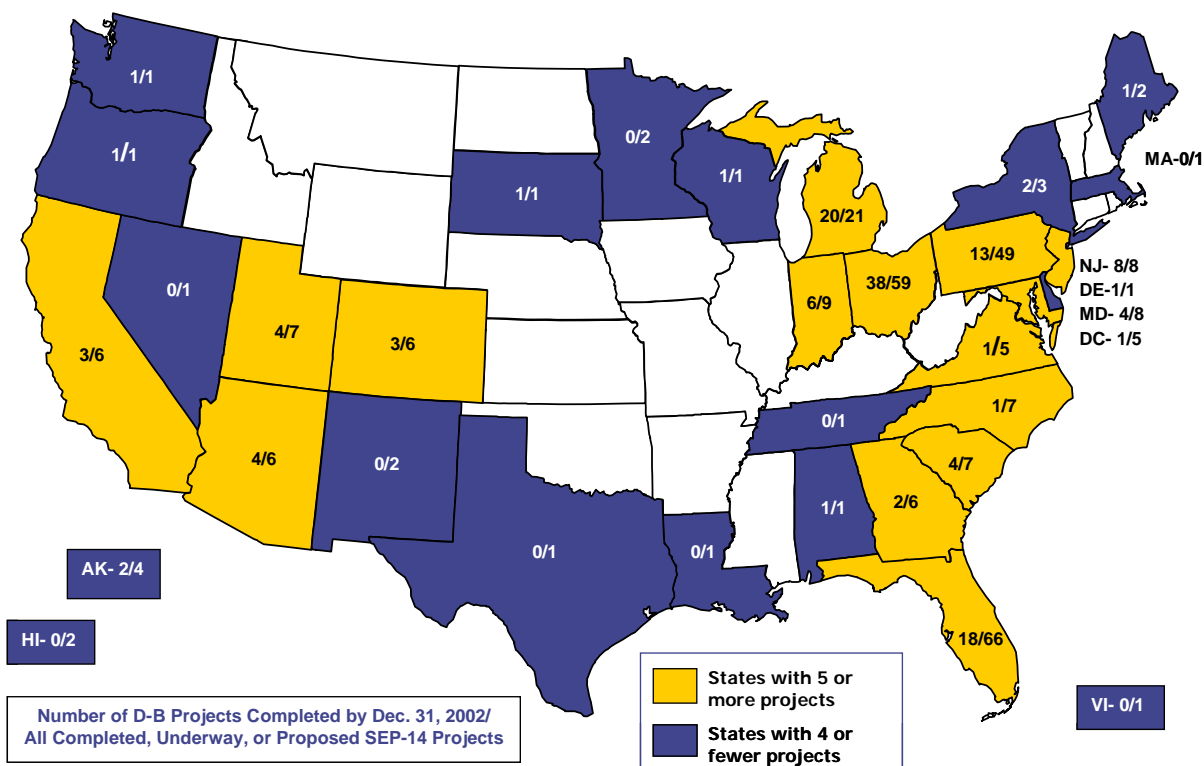 1/1
1/1
0/2
1/2
MA-0/1
1/1
1/1
2/3
20/21
0/1
4/7
3/6
6/9
38/59
13/49
NJ- 8/8
DE-1/1
MD- 4/8
DC- 1/5
3/6
1/5
4/6
0/2
0/1
1/7
4/7
1/1
2/6
0/1
0/1
18/66
AK- 2/4
HI- 0/2
VI- 0/1
States with 5 or
more projects
States with 4 or
fewer projects
Number of D-B Projects Completed by Dec. 31, 2002/
All Completed, Underway, or Proposed SEP-14 Projects